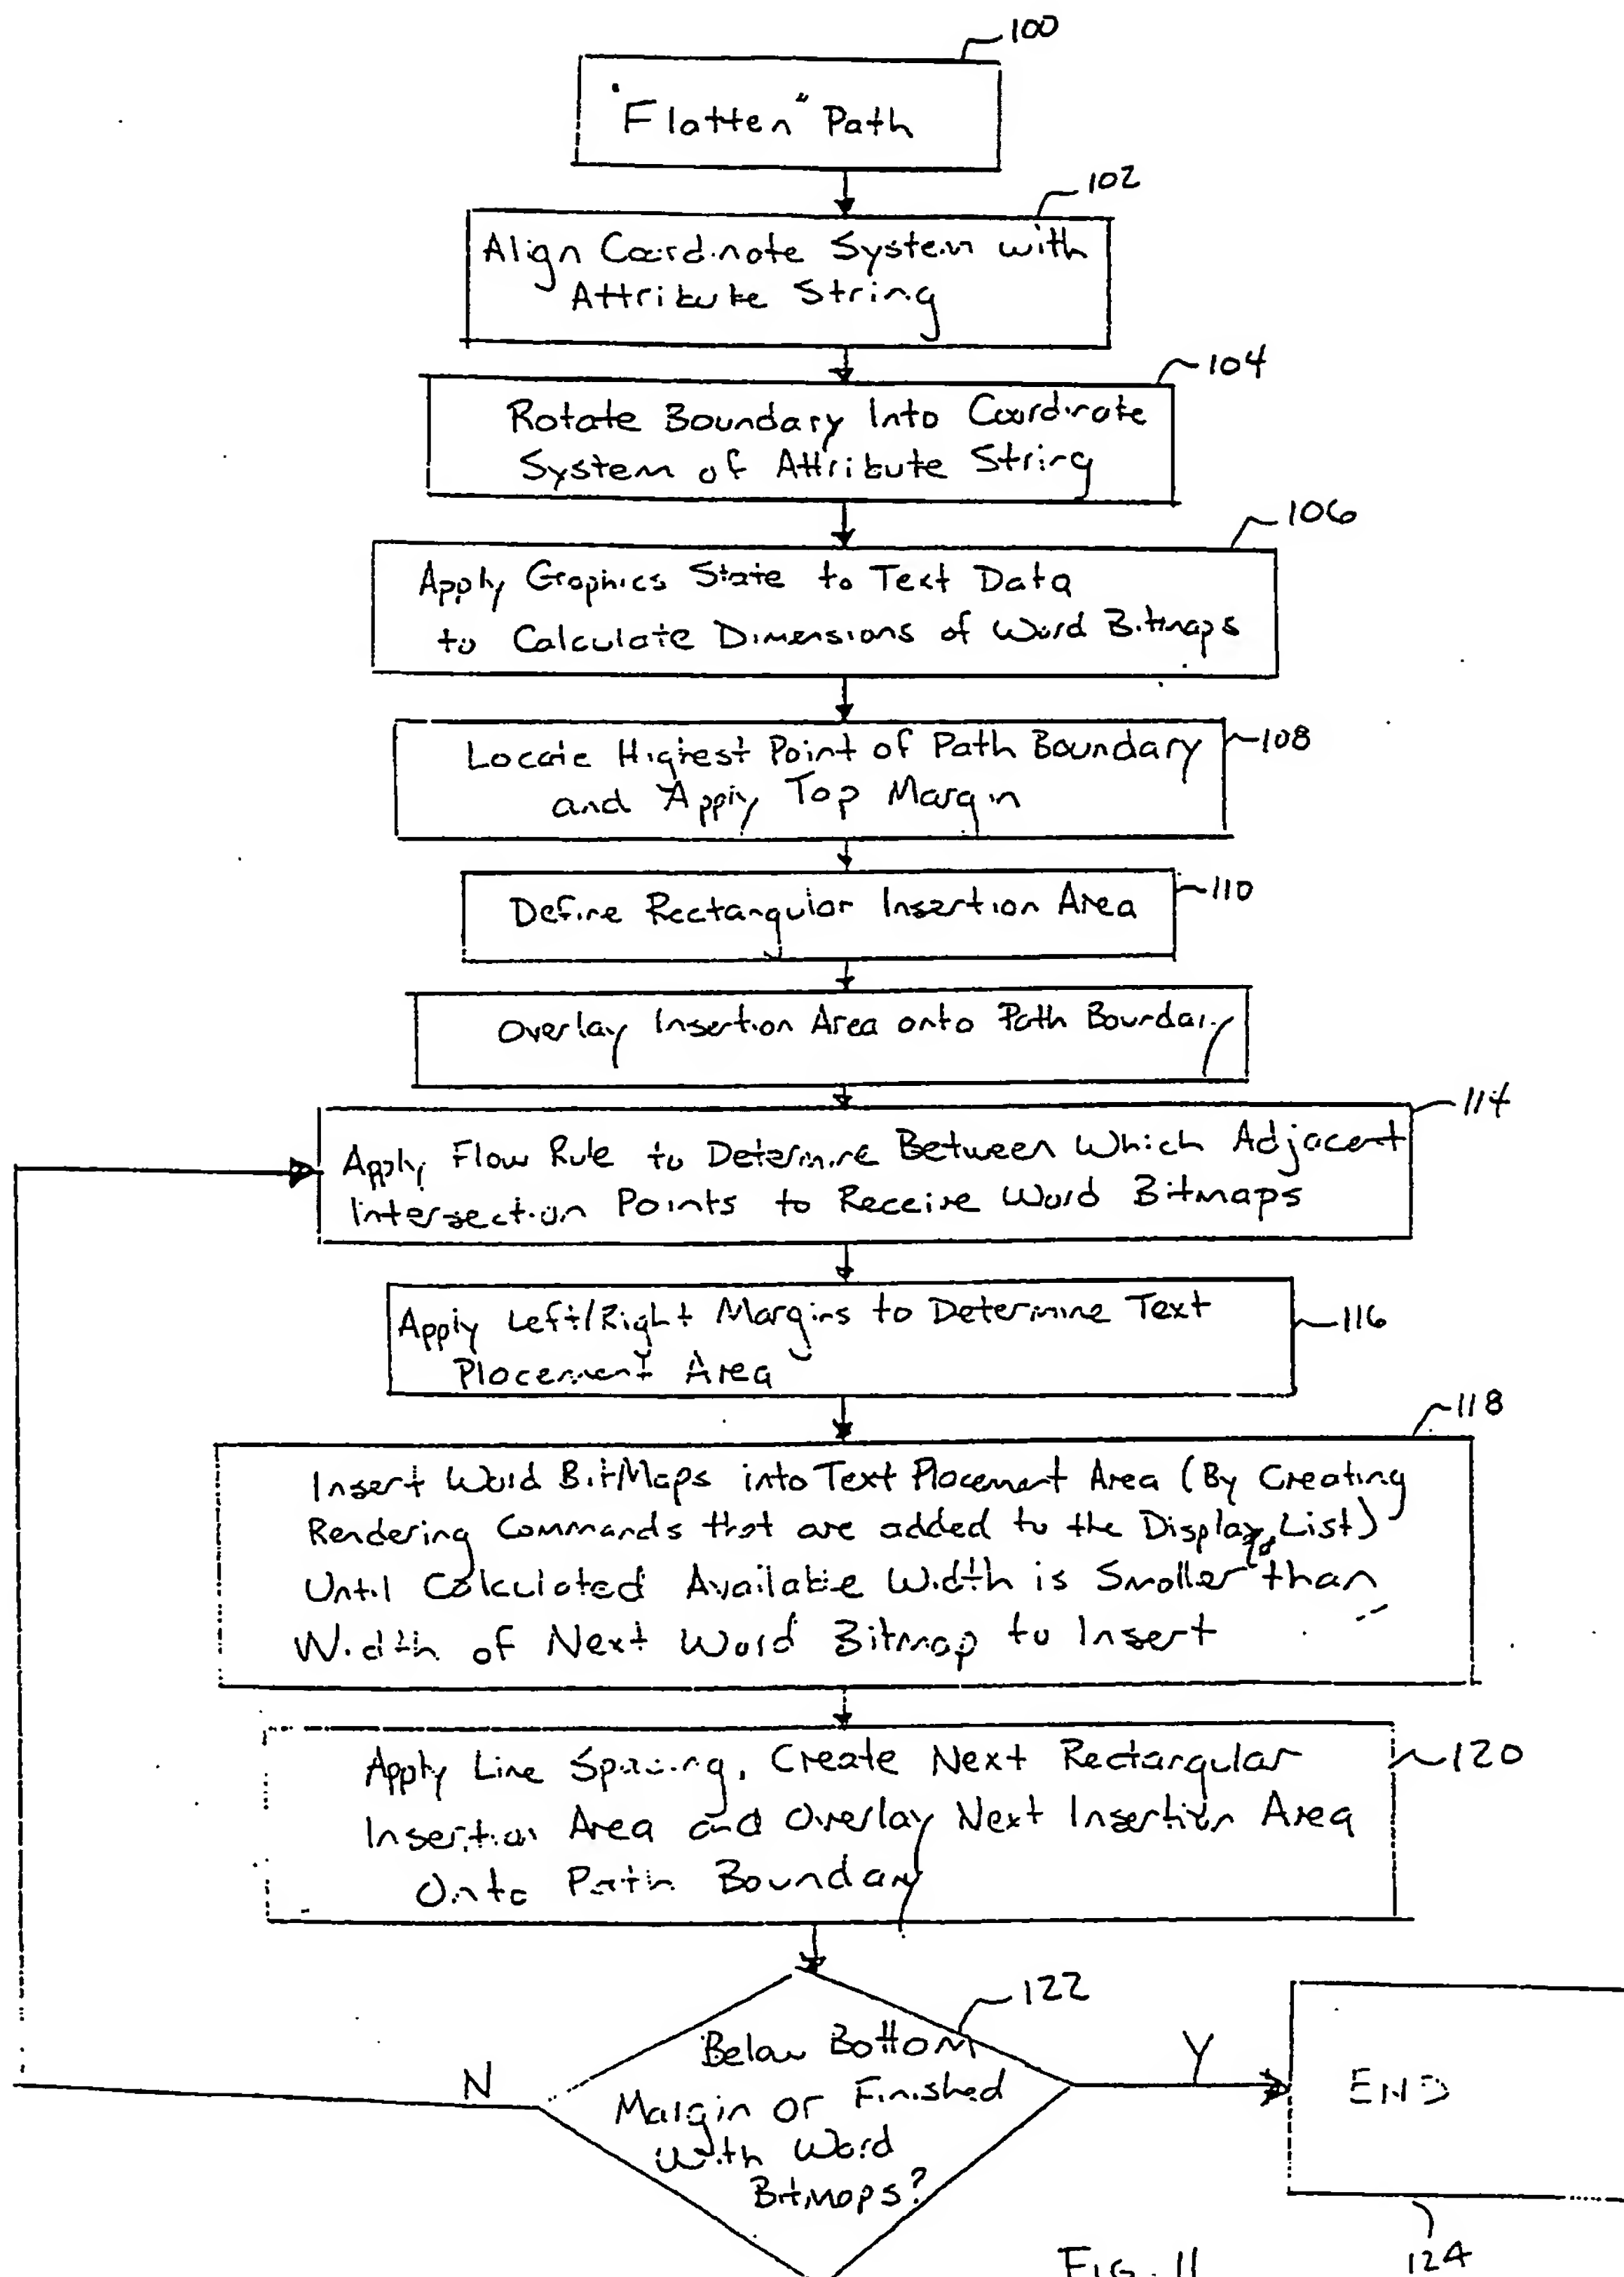 100
"Flatten" Path
102
Align Coordinate System with
Attribute String
104
Rotate Boundary Into Coordinate
System of Attribute String
106
Apply Graphics State to Text Data
to Calculate Dimensions of Word Bitmaps
108
Locate Highest Point of Path Boundary
and Apply Top Margin
110
Define Rectangular Insertion Area
Overlay Insertion Area onto Path Boundary
114
Apply Flow Rule to Determine Between Which Adjacent
Intersection Points to Receive Word Bitmaps
116
Apply Left/Right Margins to Determine Text
Placement Area
118
Insert Word BitMaps into Text Placement Area (By Creating
Rendering Commands that are added to the Display List)
Until Calculated Available Width is Smaller than
Width of Next Word Bitmap to Insert
120
Apply Line Spacing, Create Next Rectangular
Insertion Area and Overlay Next Insertion Area
Onto Path Boundary
122
Below Bottom
Margin or Finished
With Word
Bitmaps?
N
Y
END
124
FIG. 11